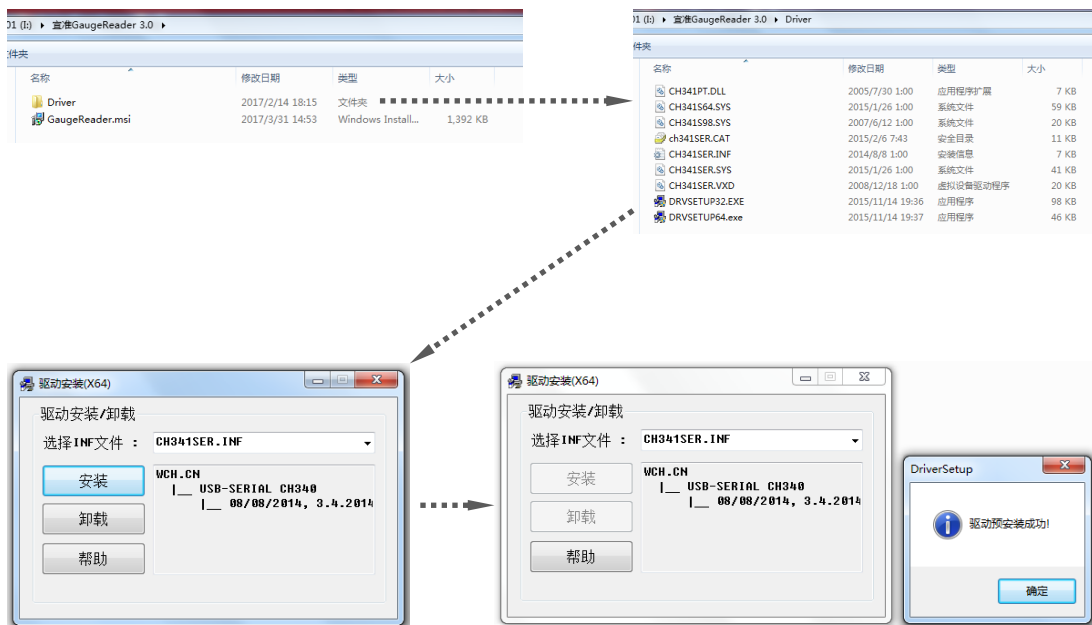 01 (I:) ▸ 宣准GaugeReader 3.0 ▸
文件夹
名称 修改日期 类型 大小
Driver 2017/2/14 18:15 文件夹
GaugeReader.msi 2017/3/31 14:53 Windows Install... 1,392 KB
01 (I:) ▸ 宣准GaugeReader 3.0 ▸ Driver
件夹
名称 修改日期 类型 大小
CH341PT.DLL 2005/7/30 1:00 应用程序扩展 7 KB
CH341S64.SYS 2015/1/26 1:00 系统文件 59 KB
CH341S98.SYS 2007/6/12 1:00 系统文件 20 KB
ch341SER.CAT 2015/2/6 7:43 安全目录 11 KB
CH341SER.INF 2014/8/8 1:00 安装信息 7 KB
CH341SER.SYS 2015/1/26 1:00 系统文件 41 KB
CH341SER.VXD 2008/12/18 1:00 虚拟设备驱动程序 20 KB
DRVSETUP32.EXE 2015/11/14 19:36 应用程序 98 KB
DRVSETUP64.exe 2015/11/14 19:37 应用程序 46 KB
驱动安装(X64)
驱动安装/卸载
选择INF文件 : CH341SER.INF
安装
卸载
帮助
WCH.CN
|__ USB-SERIAL CH340
|__ 08/08/2014, 3.4.2014
驱动安装(X64)
驱动安装/卸载
选择INF文件 : CH341SER.INF
安装
卸载
帮助
WCH.CN
|__ USB-SERIAL CH340
|__ 08/08/2014, 3.4.2014
DriverSetup
驱动预安装成功!
确定